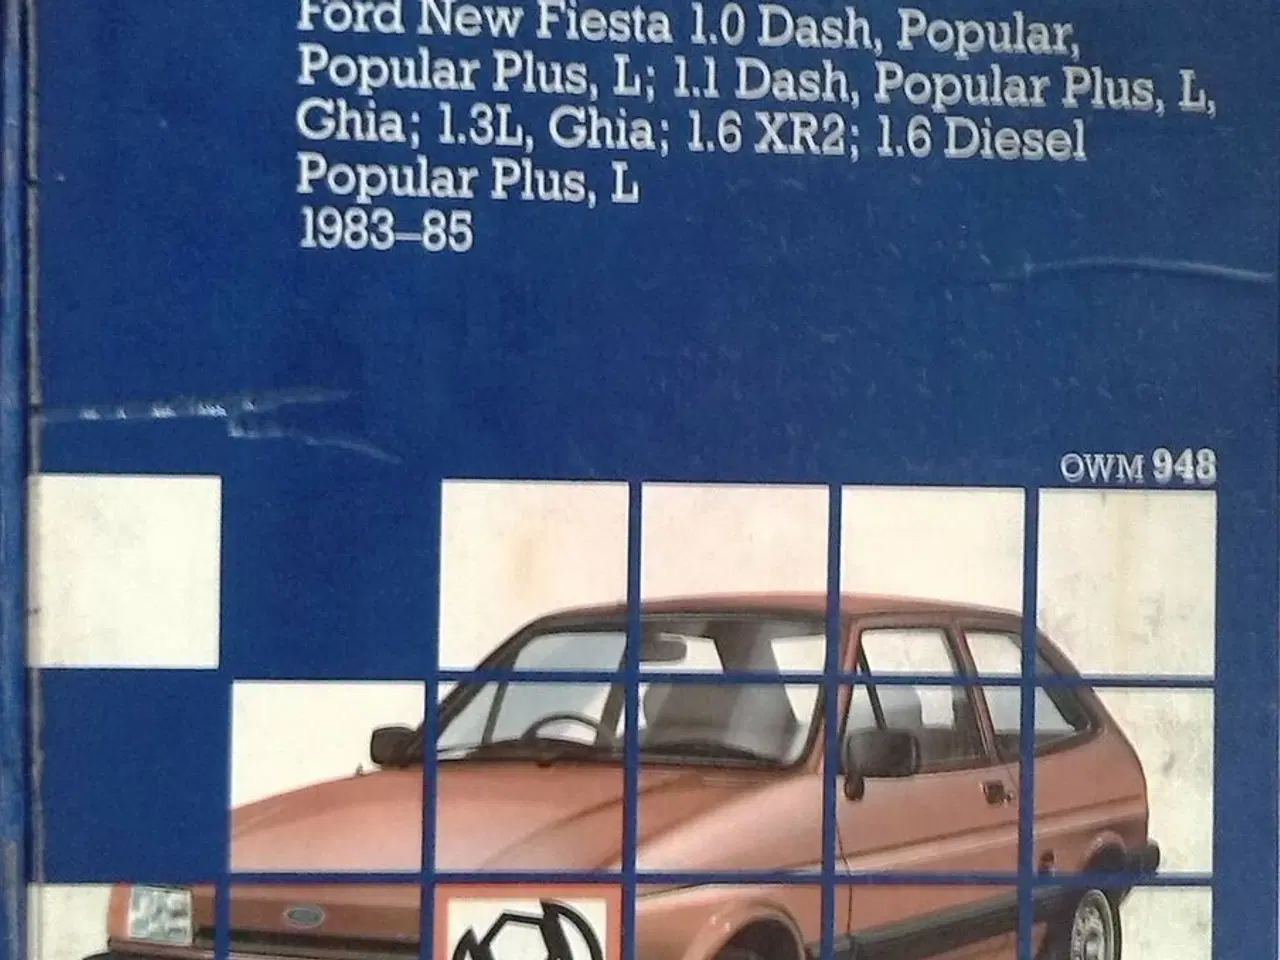 Ford New Fiesta 1.0 Dash, Popular,
Popular Plus, L; 1.1 Dash, Popular Plus, L,
Ghia; 1.3L, Ghia; 1.6 XR2; 1.6 Diesel
Popular Plus, L
1983–85
OWM 948